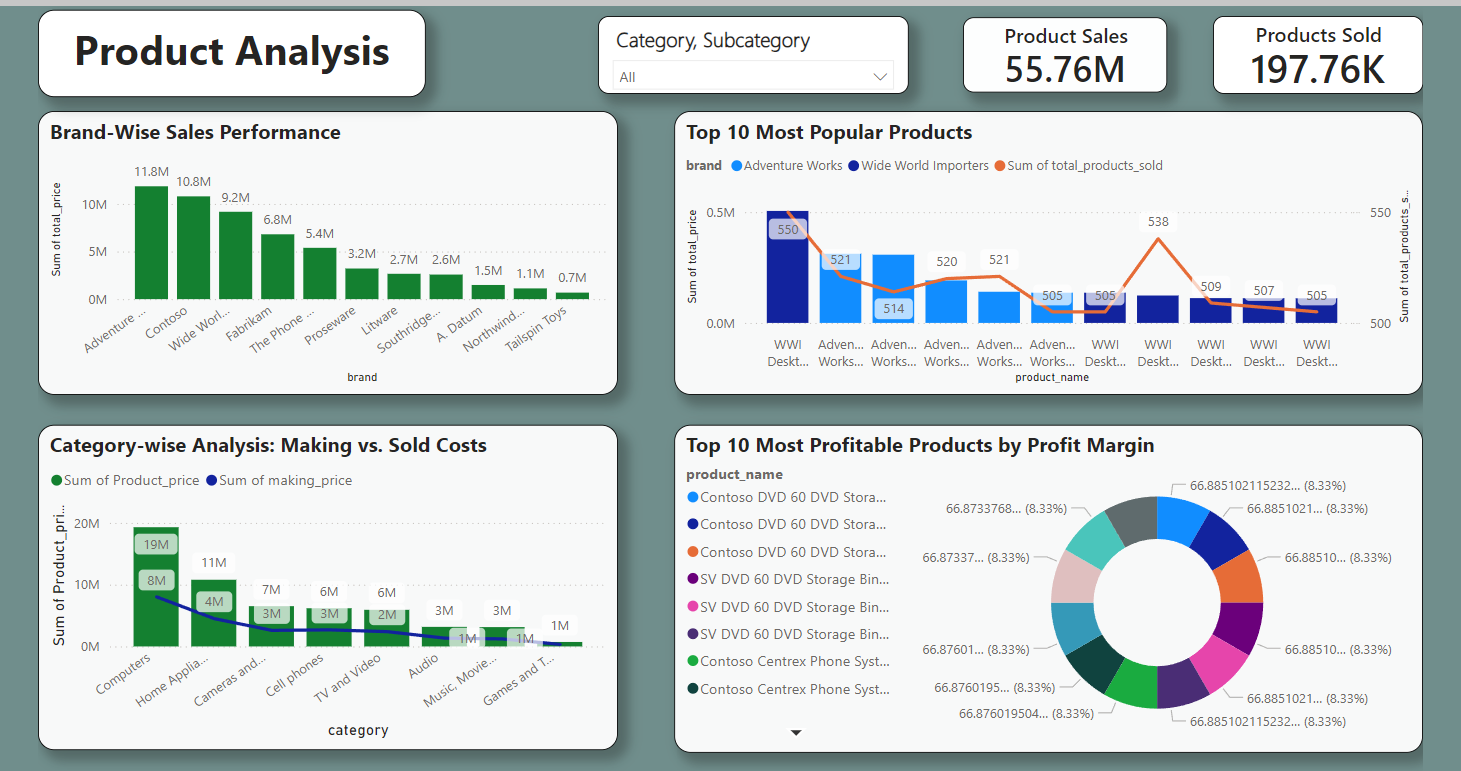 Product Analysis
Category, Subcategory
All
Product Sales
55.76M
Products Sold
197.76K
Brand-Wise Sales Performance
Sum of total_price
10M
5M
0M
11.8M
10.8M
9.2M
6.8M
5.4M
3.2M
2.7M
2.6M
1.5M
1.1M
0.7M
Adventure ...
Contoso
Wide Worl...
Fabrikam
The Phone ...
Proseware
Litware
Southridge...
A. Datum
Northwind...
Tailspin Toys
brand
Top 10 Most Popular Products
brand Adventure Works Wide World Importers Sum of total_products_sold
Sum of total_price
0.5M
0.0M
550
521
514
520
521
505
505
538
509
507
505
550
500
Sum of total_products_s...
WWI Deskt...
Adven... Works...
Adven... Works...
Adven... Works...
Adven... Works...
Adven... Works...
WWI Deskt...
WWI Deskt...
WWI Deskt...
WWI Deskt...
WWI Deskt...
product_name
Category-wise Analysis: Making vs. Sold Costs
Sum of Product_price Sum of making_price
Sum of Product_pri...
20M
10M
0M
19M
8M
11M
4M
7M
3M
6M
3M
6M
2M
3M
1M
3M
1M
1M
Computers
Home Applia...
Cameras and...
Cell phones
TV and Video
Audio
Music, Movie...
Games and T...
category
Top 10 Most Profitable Products by Profit Margin
product_name
Contoso DVD 60 DVD Stora...
Contoso DVD 60 DVD Stora...
Contoso DVD 60 DVD Stora...
SV DVD 60 DVD Storage Bin...
SV DVD 60 DVD Storage Bin...
SV DVD 60 DVD Storage Bin...
Contoso Centrex Phone Syst...
Contoso Centrex Phone Syst...
66.885102115232... (8.33%)
66.8851021... (8.33%)
66.88510... (8.33%)
66.88510... (8.33%)
66.8851021... (8.33%)
66.885102115232... (8.33%)
66.876019504... (8.33%)
66.8760195... (8.33%)
66.87601... (8.33%)
66.87337... (8.33%)
66.8733768... (8.33%)